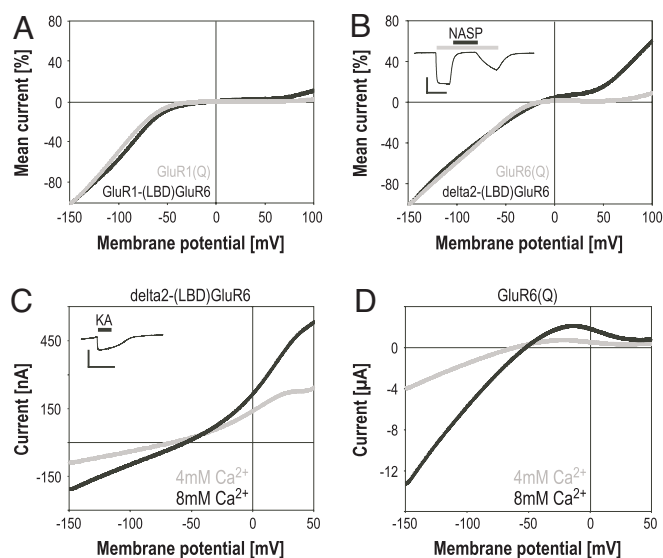 A
80
40
0
-40
-80
Mean current [%]
GluR1(Q)
GluR1-(LBD)GluR6
-150 -100 -50 0 50 100
Membrane potential [mV]
B
NASP
80
40
0
-40
-80
Mean current [%]
GluR6(Q)
delta2-(LBD)GluR6
-150 -100 -50 0 50 100
Membrane potential [mV]
C
delta2-(LBD)GluR6
KA
450
150
-150
Current [nA]
4mM Ca²⁺
8mM Ca²⁺
-150 -100 -50 0 50
Membrane potential [mV]
D
GluR6(Q)
0
-4
-8
-12
Current [µA]
4mM Ca²⁺
8mM Ca²⁺
-150 -100 -50 0 50
Membrane potential [mV]